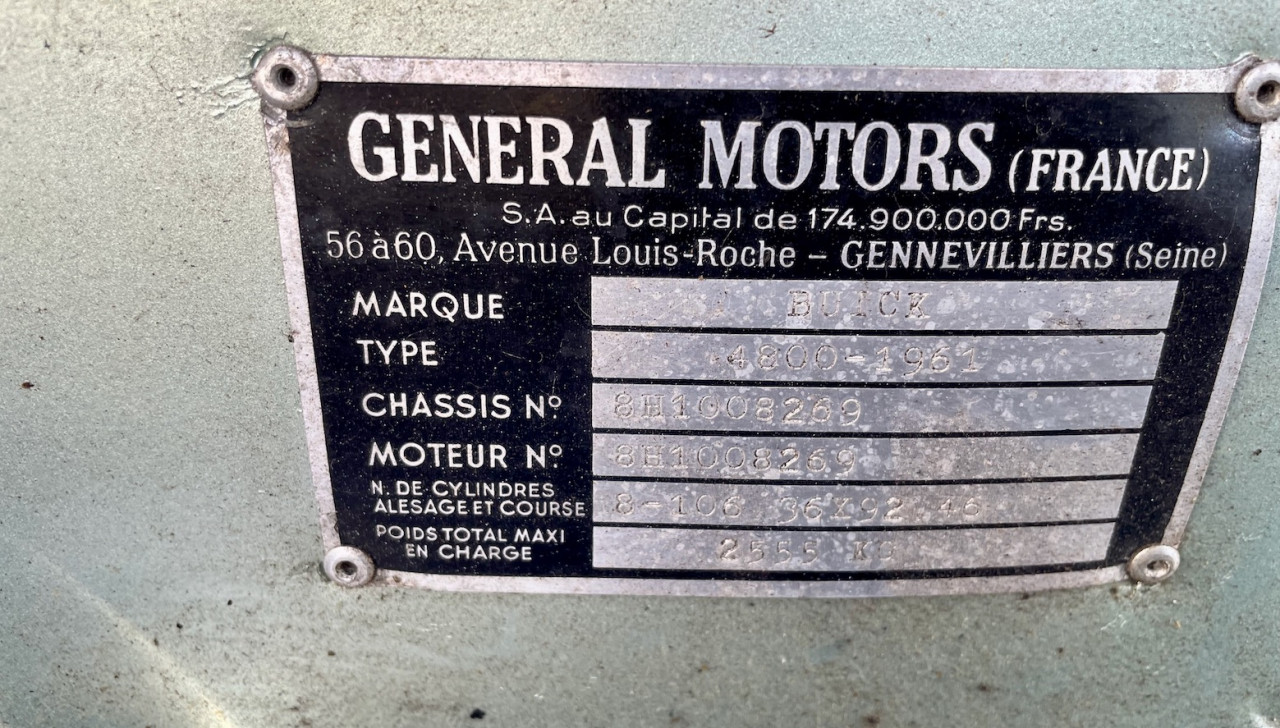 GENERAL MOTORS (FRANCE)
S.A. au Capital de 174.900.000 Frs.
56 à 60, Avenue Louis-Roche – GENNEVILLIERS (Seine)
MARQUE BUICK
TYPE 4800-1961
CHASSIS Nº 8H1008269
MOTEUR Nº 8H1008269
N. DE CYLINDRES
ALESAGE ET COURSE 8-106 36X92 46
POIDS TOTAL MAXI
EN CHARGE 2555 KG